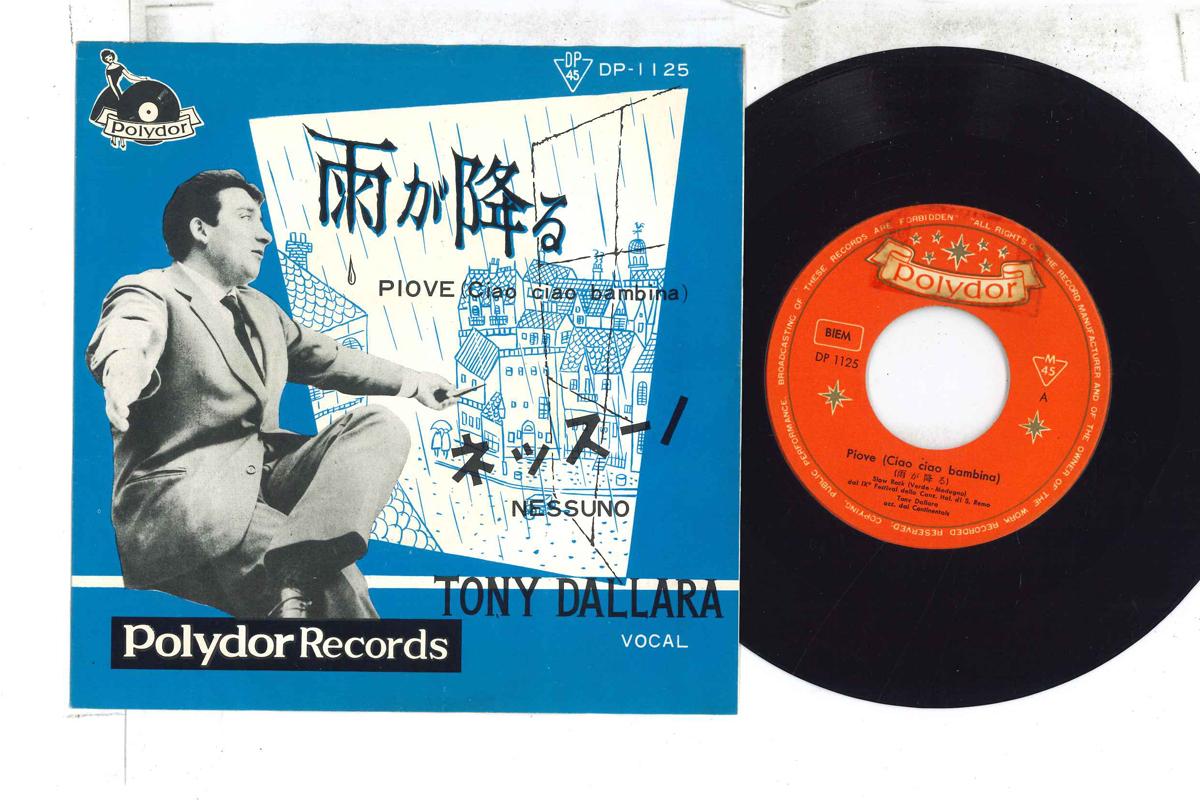 Polydor
DP
45
DP-1125
雨が降る
PIOVE (Ciao ciao bambina)
ネッスーノ
NESSUNO
TONY DALLARA
VOCAL
Polydor Records
"ALL RIGHTS OF THE RECORD MANUFACTURER AND OF THE OWNER OF THE WORK RECORDED RESERVED. COPYING, PUBLIC PERFORMANCE, BROADCASTING OF THESE RECORDS ARE FORBIDDEN"
Polydor
BIEM
DP 1125
M
45
A
Piove (Ciao ciao bambina)
(雨が降る)
Slow Rock (Verde - Modugno)
dal IX° Festival della Canz. Ital. di S. Remo
Tony Dallara
acc. dai Continentals